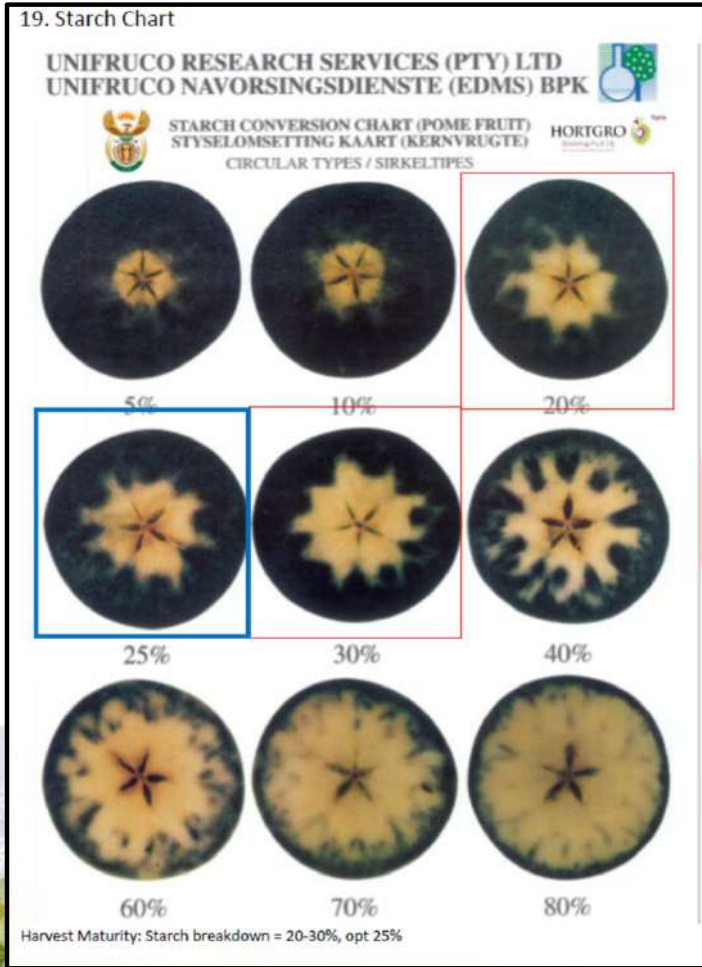 19. Starch Chart
UNIFRUCO RESEARCH SERVICES (PTY) LTD
UNIFRUCO NAVORSINGSDIENSTE (EDMS) BPK
STARCH CONVERSION CHART (POME FRUIT)
STYSELOMSETTING KAART (KERNVRUGTE)
HORTGRO
CIRCULAR TYPES / SIRKELTIPES
5% 10% 20%
25% 30% 40%
60% 70% 80%
Harvest Maturity: Starch breakdown = 20-30%, opt 25%